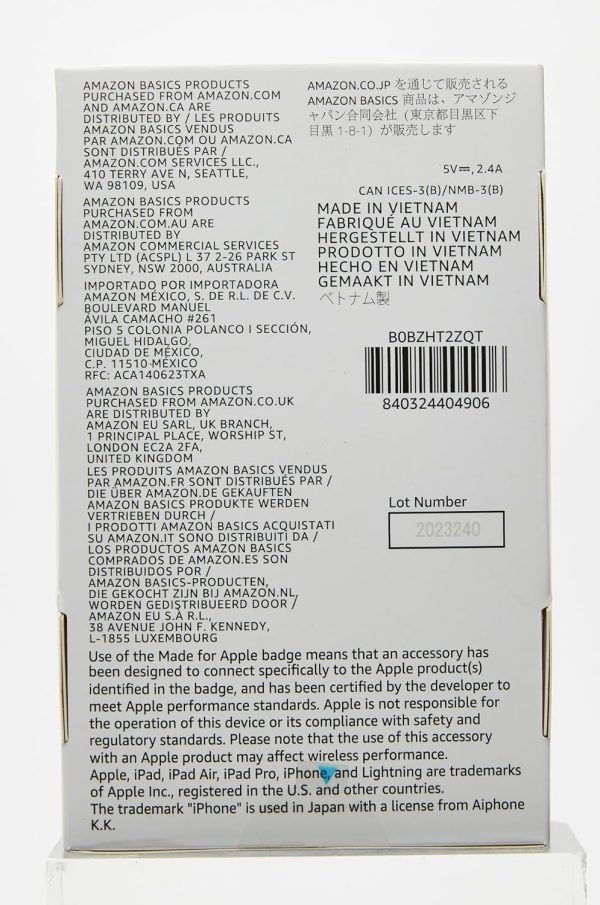 AMAZON BASICS PRODUCTS
PURCHASED FROM AMAZON.COM
AND AMAZON.CA ARE
DISTRIBUTED BY / LES PRODUITS
AMAZON BASICS VENDUS
PAR AMAZON.COM OU AMAZON.CA
SONT DISTRIBUÉS PAR /
AMAZON.COM SERVICES LLC.,
410 TERRY AVE N, SEATTLE,
WA 98109, USA
AMAZON BASICS PRODUCTS
PURCHASED FROM
AMAZON.COM.AU ARE
DISTRIBUTED BY
AMAZON COMMERCIAL SERVICES
PTY LTD (ACSPL) L 37 2-26 PARK ST
SYDNEY, NSW 2000, AUSTRALIA
IMPORTADO POR IMPORTADORA
AMAZON MÉXICO, S. DE R.L. DE C.V.
BOULEVARD MANUEL
ÁVILA CAMACHO #261
PISO 5 COLONIA POLANCO I SECCIÓN,
MIGUEL HIDALGO,
CIUDAD DE MÉXICO,
C.P. 11510 MÉXICO
RFC: ACA140623TXA
AMAZON BASICS PRODUCTS
PURCHASED FROM AMAZON.CO.UK
ARE DISTRIBUTED BY
AMAZON EU SARL, UK BRANCH,
1 PRINCIPAL PLACE, WORSHIP ST,
LONDON EC2A 2FA,
UNITED KINGDOM
LES PRODUITS AMAZON BASICS VENDUS
PAR AMAZON.FR SONT DISTRIBUÉS PAR /
DIE ÜBER AMAZON.DE GEKAUFTEN
AMAZON BASICS PRODUKTE WERDEN
VERTRIEBEN DURCH /
I PRODOTTI AMAZON BASICS ACQUISTATI
SU AMAZON.IT SONO DISTRIBUITI DA /
LOS PRODUCTOS AMAZON BASICS
COMPRADOS DE AMAZON.ES SON
DISTRIBUIDOS POR /
AMAZON BASICS-PRODUCTEN,
DIE GEKOCHT ZIJN BIJ AMAZON.NL,
WORDEN GEDISTRIBUEERD DOOR /
AMAZON EU S.À R.L.,
38 AVENUE JOHN F. KENNEDY,
L-1855 LUXEMBOURG
AMAZON.CO.JP を通じて販売される
AMAZON BASICS 商品は、アマゾンジ
ャパン合同会社（東京都目黒区下
目黒 1-8-1）が販売します
5V⎓, 2.4A
CAN ICES-3(B)/NMB-3(B)
MADE IN VIETNAM
FABRIQUÉ AU VIETNAM
HERGESTELLT IN VIETNAM
PRODOTTO IN VIETNAM
HECHO EN VIETNAM
GEMAAKT IN VIETNAM
ベトナム製
B0BZHT2ZQT
840324404906
Lot Number
2023240
Use of the Made for Apple badge means that an accessory has
been designed to connect specifically to the Apple product(s)
identified in the badge, and has been certified by the developer to
meet Apple performance standards. Apple is not responsible for
the operation of this device or its compliance with safety and
regulatory standards. Please note that the use of this accessory
with an Apple product may affect wireless performance.
Apple, iPad, iPad Air, iPad Pro, iPhone, and Lightning are trademarks
of Apple Inc., registered in the U.S. and other countries.
The trademark "iPhone" is used in Japan with a license from Aiphone
K.K.